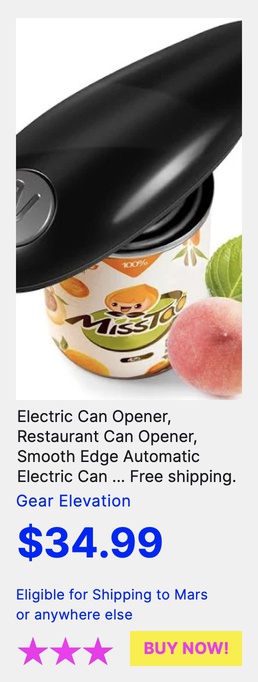 100%
MissTo
Electric Can Opener,
Restaurant Can Opener,
Smooth Edge Automatic
Electric Can ... Free shipping.
Gear Elevation
$34.99
Eligible for Shipping to Mars
or anywhere else
BUY NOW!